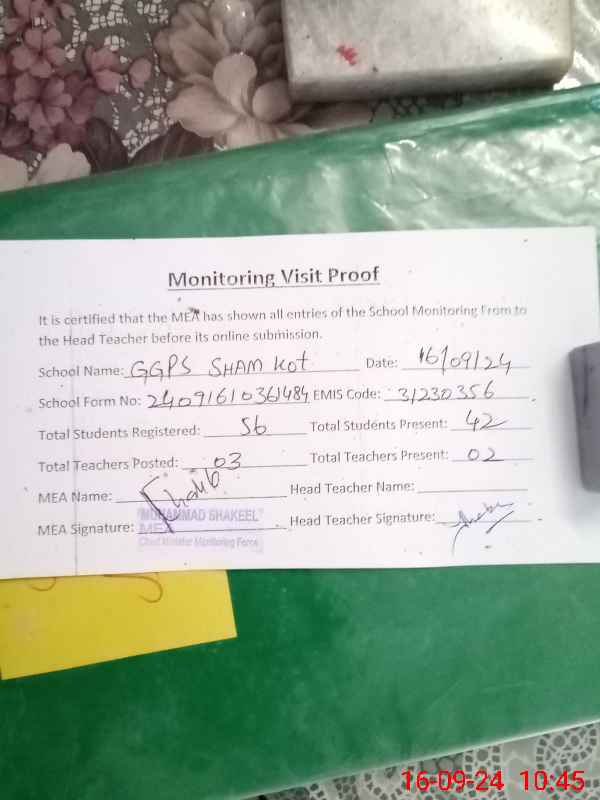 Monitoring Visit Proof
It is certified that the MEA has shown all entries of the School Monitoring From to
the Head Teacher before its online submission.
School Name: GGPS SHAM KOT Date: 16/09/24
School Form No: 24091610361484 EMIS Code: 31230356
Total Students Registered: 56 Total Students Present: 42
Total Teachers Posted: 03 Total Teachers Present: 02
MEA Name: Head Teacher Name:
MEA Signature: Head Teacher Signature:
"MUHAMMAD SHAKEEL"
MEA
Chief Minister Monitoring Force
16-09-24 10:45